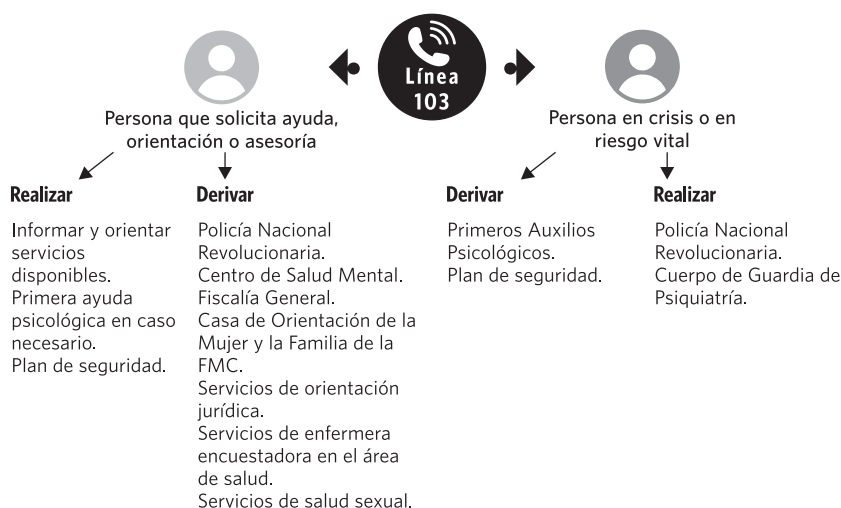 Línea
103
Persona que solicita ayuda,
orientación o asesoría
Realizar
Informar y orientar
servicios
disponibles.
Primera ayuda
psicológica en caso
necesario.
Plan de seguridad.
Derivar
Policía Nacional
Revolucionaria.
Centro de Salud Mental.
Fiscalía General.
Casa de Orientación de la
Mujer y la Familia de la
FMC.
Servicios de orientación
jurídica.
Servicios de enfermera
encuestadora en el área
de salud.
Servicios de salud sexual.
Persona en crisis o en
riesgo vital
Derivar
Primeros Auxilios
Psicológicos.
Plan de seguridad.
Realizar
Policía Nacional
Revolucionaria.
Cuerpo de Guardia de
Psiquiatría.